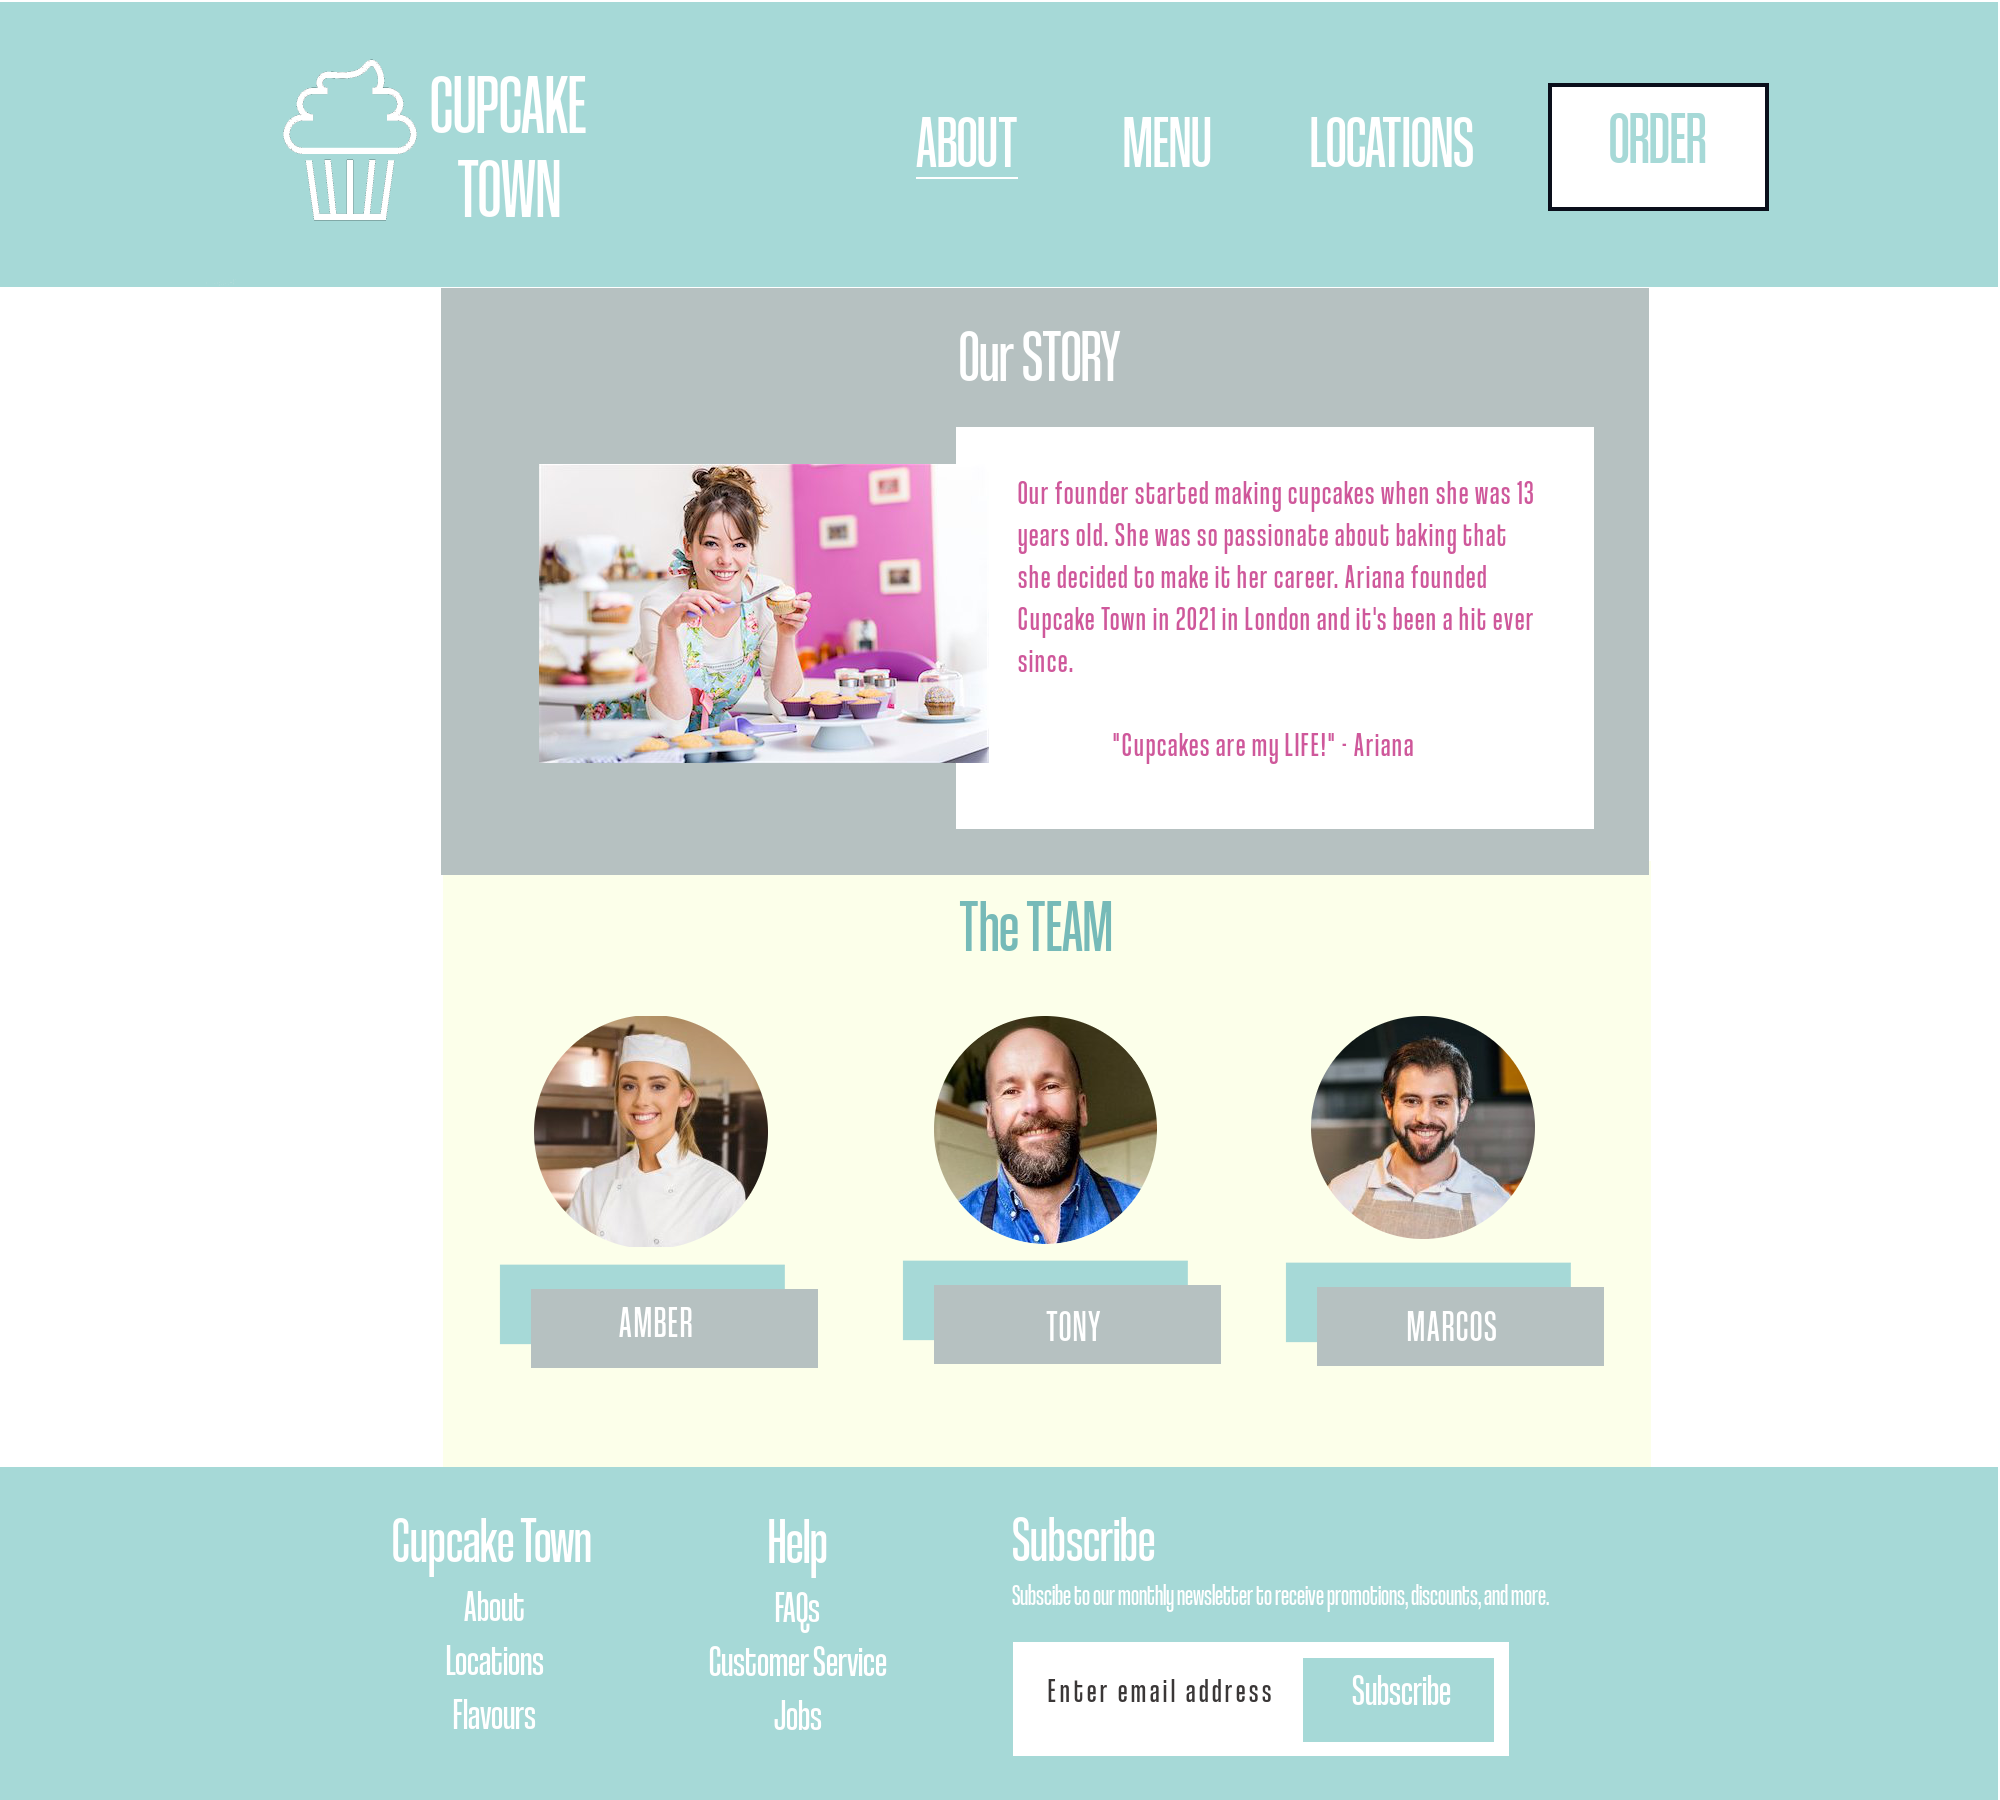 CUPCAKE
TOWN
ABOUT
MENU
LOCATIONS
ORDER
Our STORY
Our founder started making cupcakes when she was 13
years old. She was so passionate about baking that
she decided to make it her career. Ariana founded
Cupcake Town in 2021 in London and it's been a hit ever
since.
"Cupcakes are my LIFE!" - Ariana
The TEAM
AMBER
TONY
MARCOS
Cupcake Town
About
Locations
Flavours
Help
FAQs
Customer Service
Jobs
Subscribe
Subscibe to our monthly newsletter to receive promotions, discounts, and more.
Enter email address
Subscribe